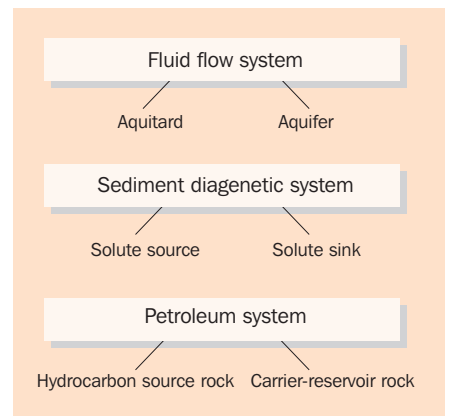 Fluid flow system
Aquitard Aquifer
Sediment diagenetic system
Solute source Solute sink
Petroleum system
Hydrocarbon source rock Carrier-reservoir rock